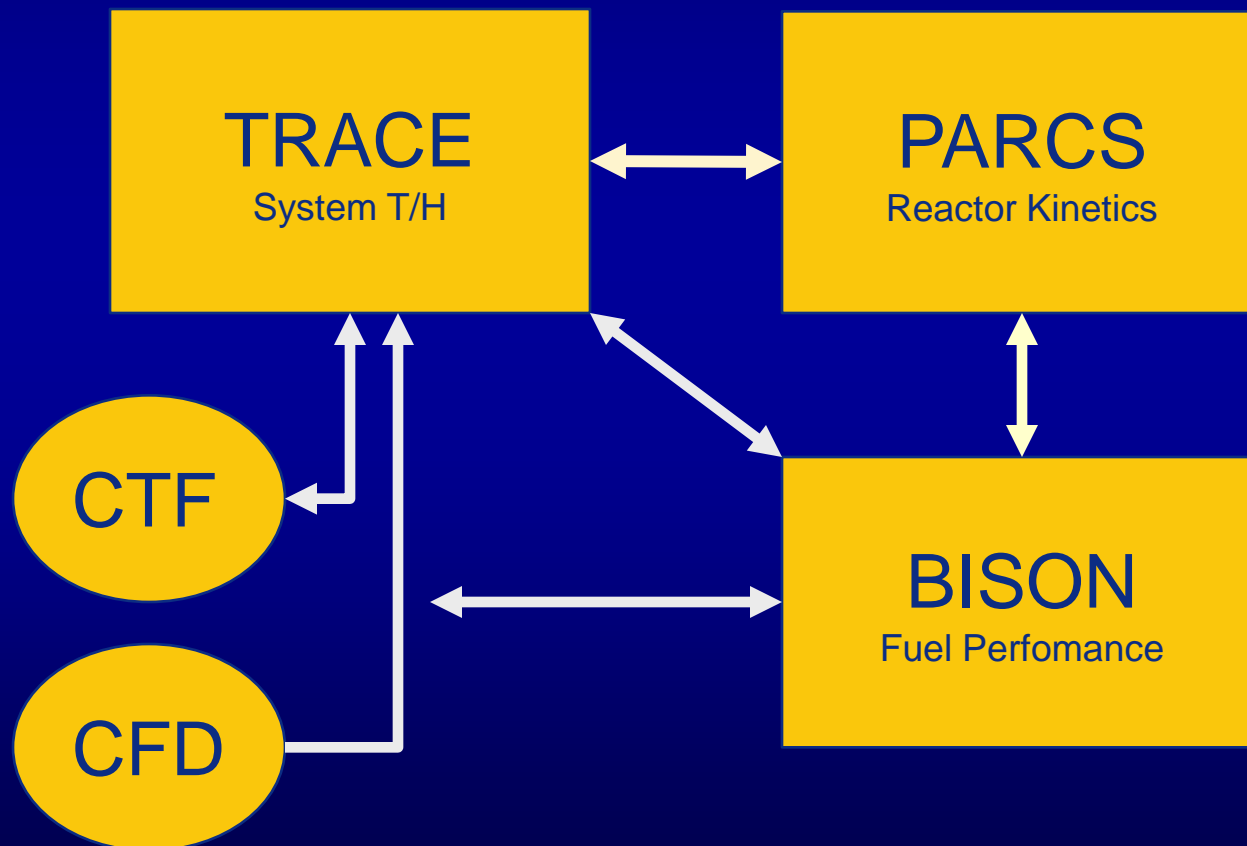 TRACE
System T/H
PARCS
Reactor Kinetics
CTF
BISON
Fuel Perfomance
CFD